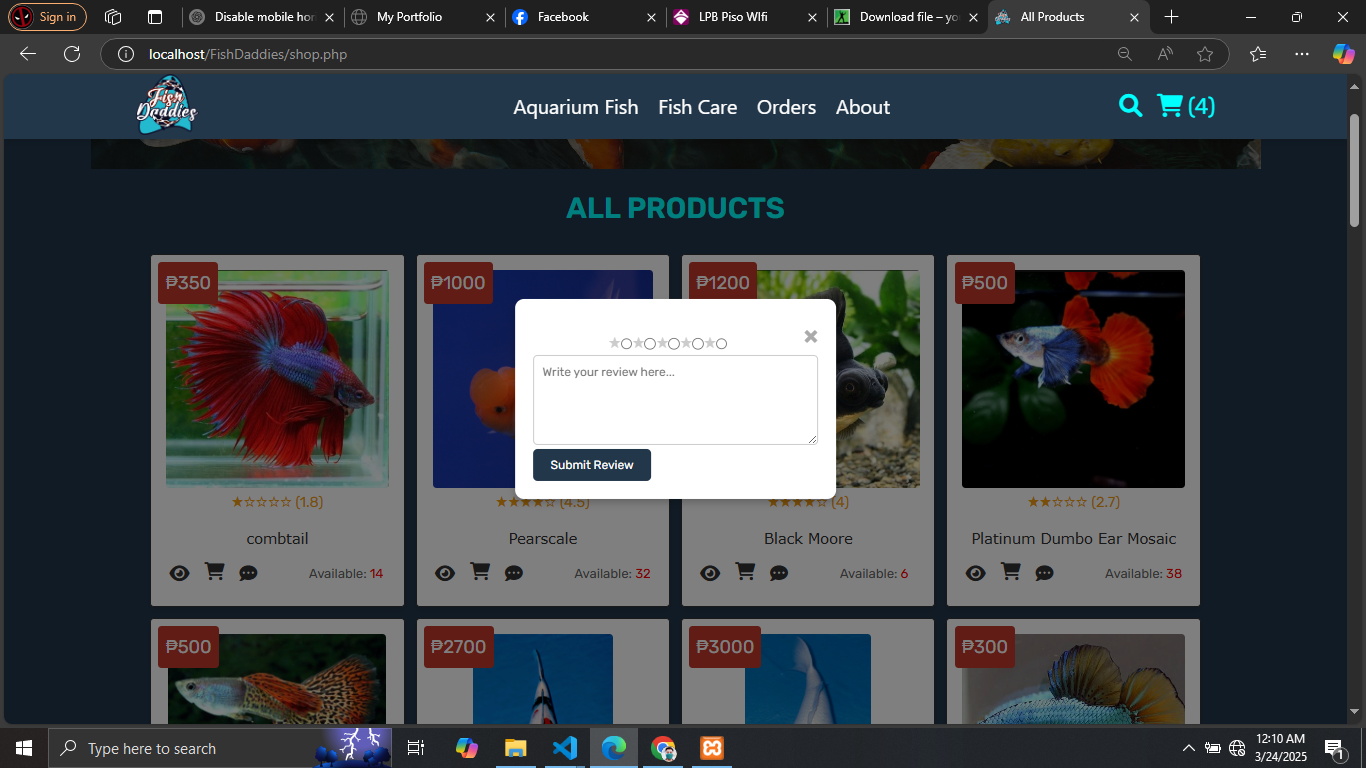 Sign in
Disable mobile hor
My Portfolio
Facebook
LPB Piso WIfi
Download file – yo
All Products
localhost/FishDaddies/shop.php
Fish Daddies
Aquarium Fish
Fish Care
Orders
About
(4)
ALL PRODUCTS
₱350
₱1000
₱1200
₱500
Write your review here...
Submit Review
★☆☆☆☆ (1.8)
★★★★☆ (4.5)
★★★★☆ (4)
★★☆☆☆ (2.7)
combtail
Pearscale
Black Moore
Platinum Dumbo Ear Mosaic
Available: 14
Available: 32
Available: 6
Available: 38
₱500
₱2700
₱3000
₱300
Type here to search
12:10 AM
3/24/2025
1